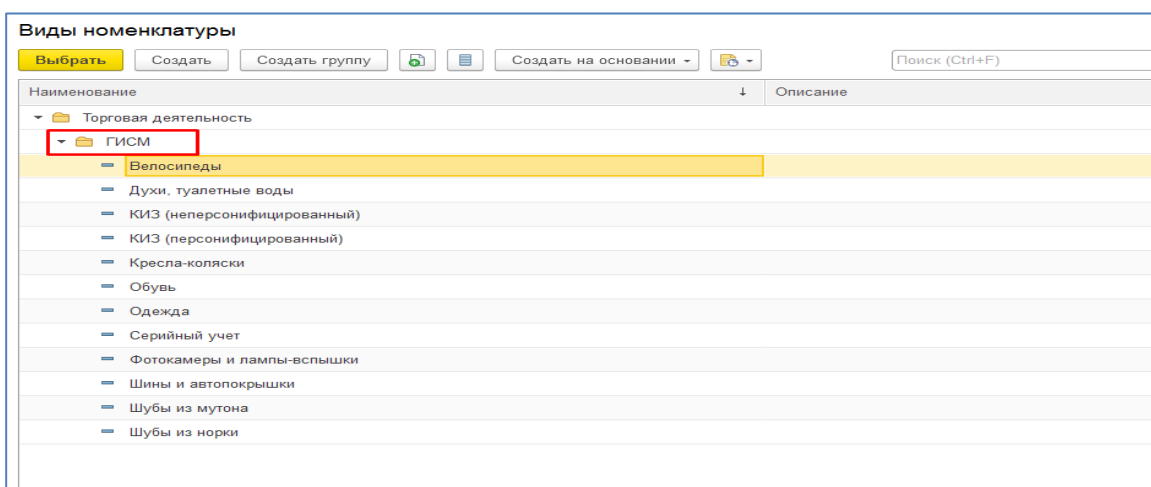 Виды номенклатуры
Выбрать Создать Создать группу Создать на основании Поиск (Ctrl+F)
Наименование ↓ Описание
Торговая деятельность
ГИСМ
Велосипеды
Духи, туалетные воды
КИЗ (неперсонифицированный)
КИЗ (персонифицированный)
Кресла-коляски
Обувь
Одежда
Серийный учет
Фотокамеры и лампы-вспышки
Шины и автопокрышки
Шубы из мутона
Шубы из норки